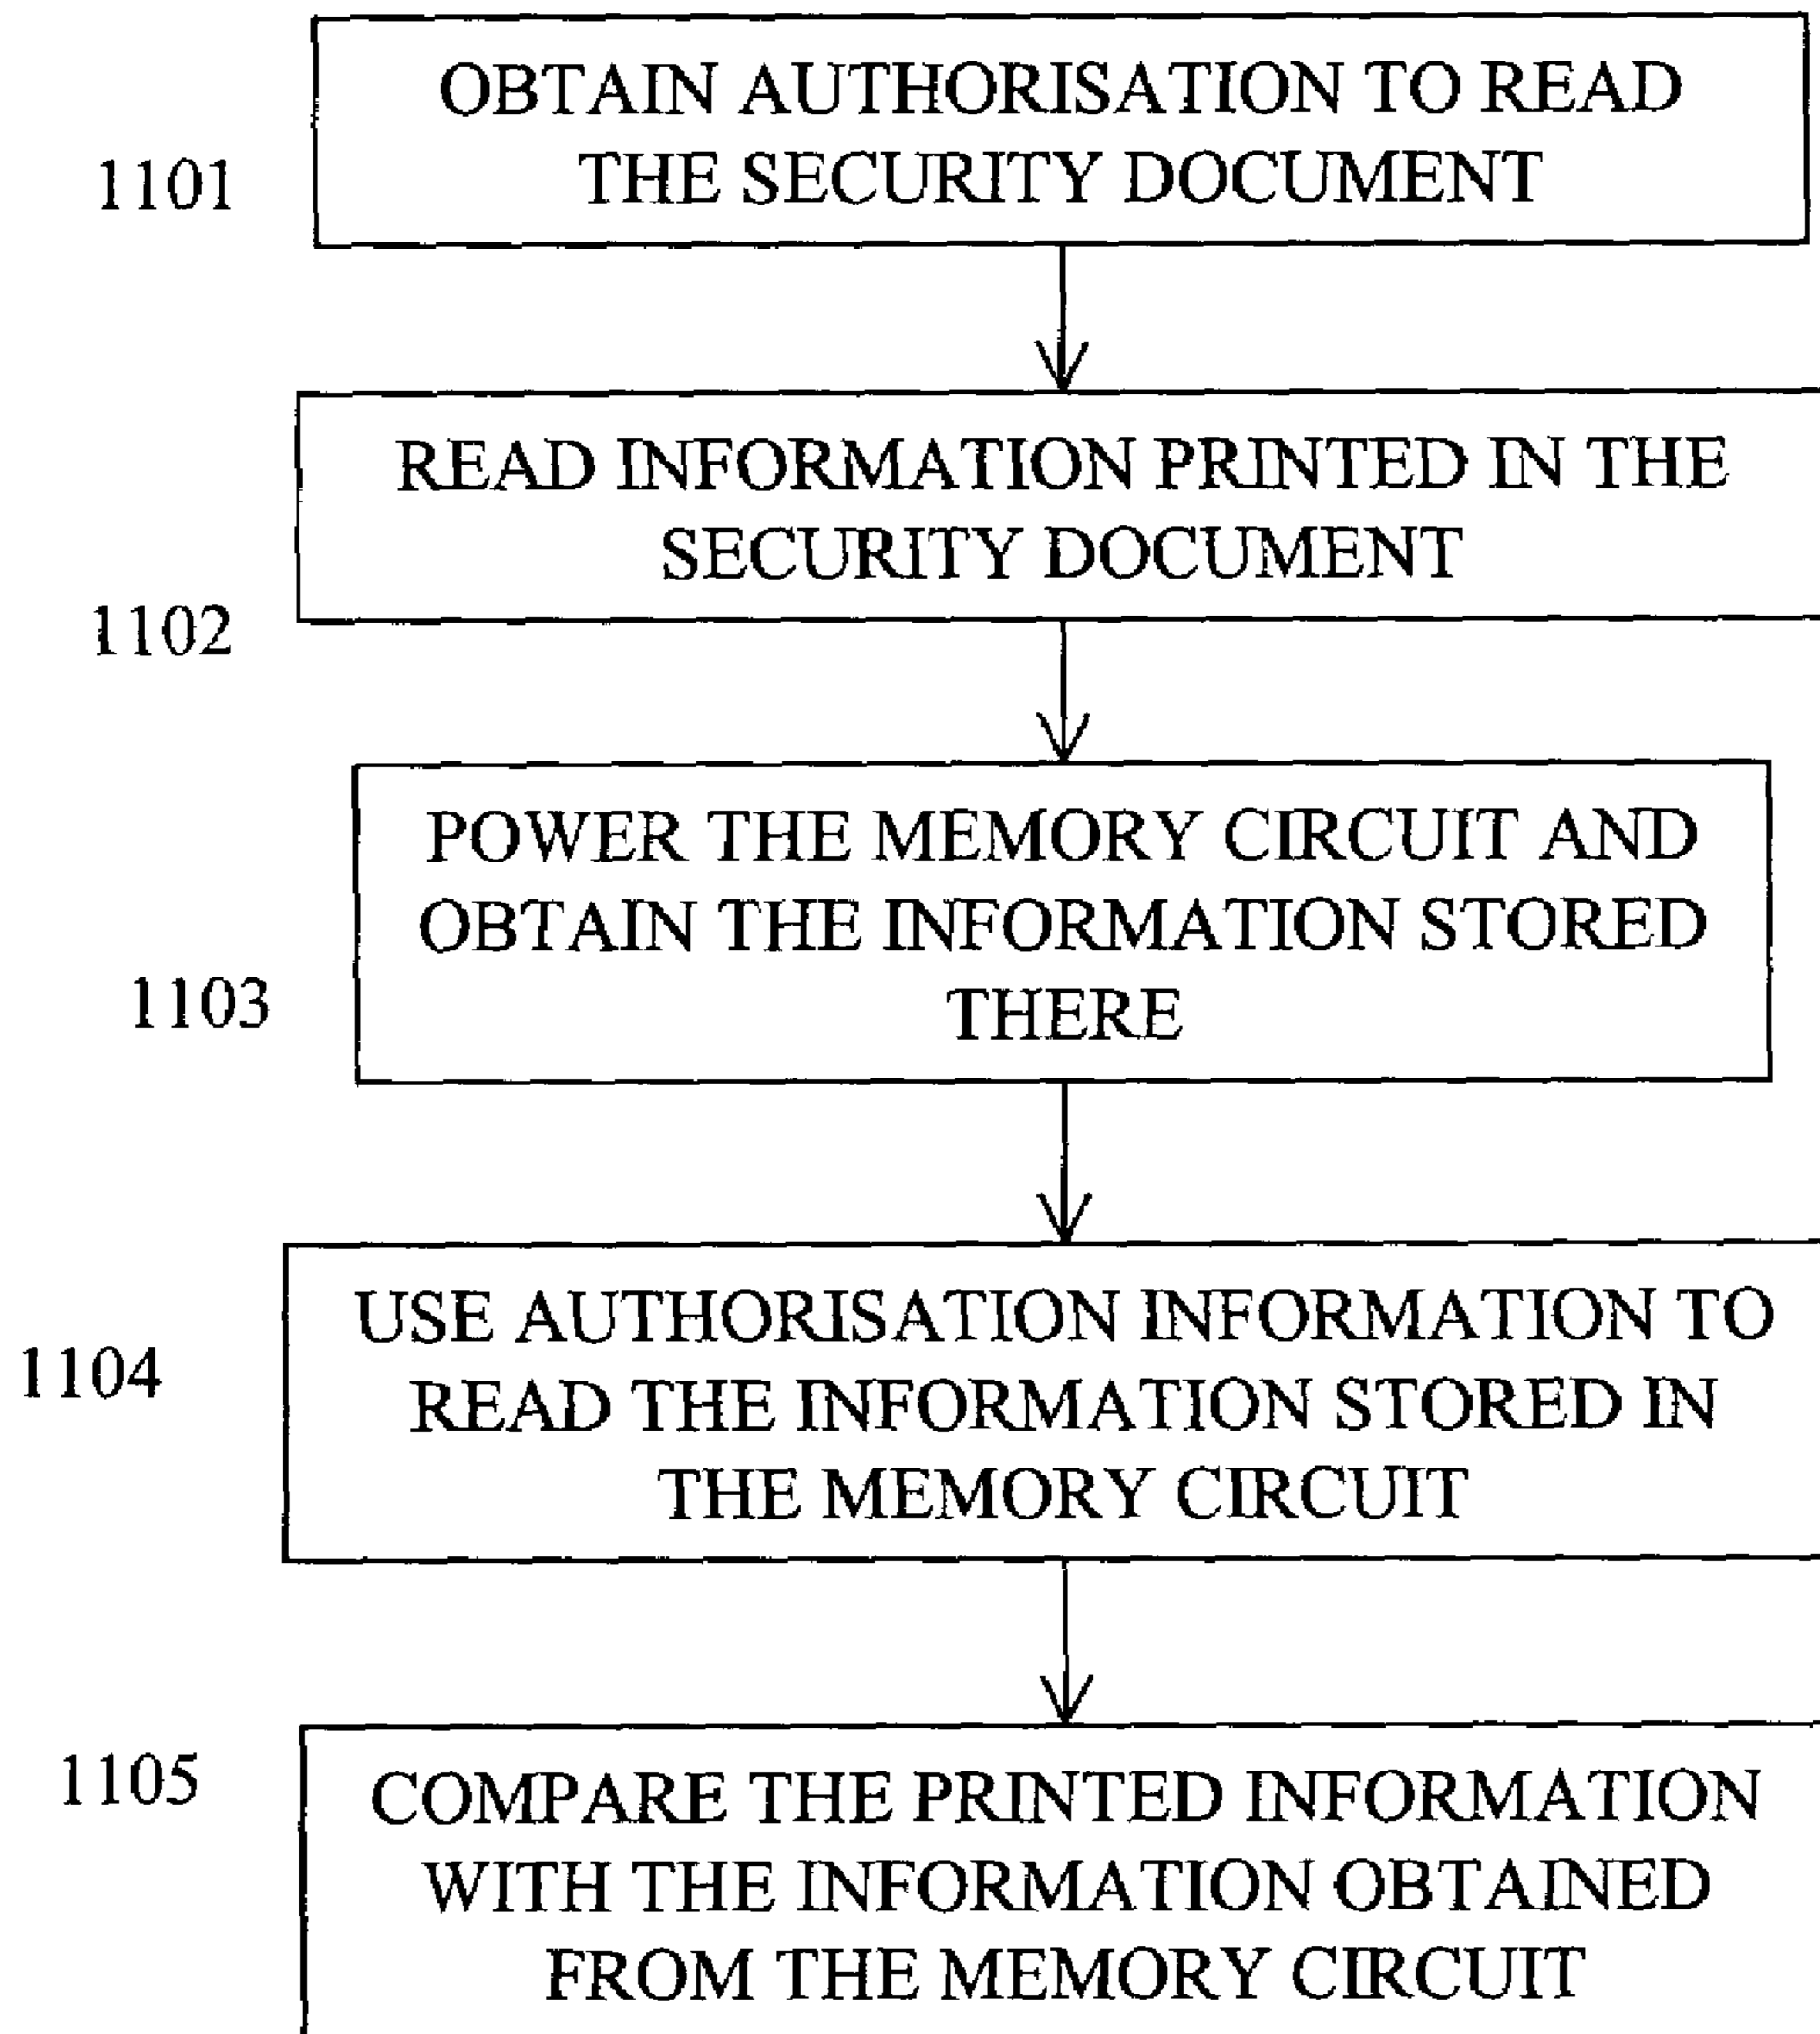 OBTAIN AUTHORISATION TO READ
THE SECURITY DOCUMENT
1101
READ INFORMATION PRINTED IN THE
SECURITY DOCUMENT
1102
POWER THE MEMORY CIRCUIT AND
OBTAIN THE INFORMATION STORED
THERE
1103
USE AUTHORISATION INFORMATION TO
READ THE INFORMATION STORED IN
THE MEMORY CIRCUIT
1104
COMPARE THE PRINTED INFORMATION
WITH THE INFORMATION OBTAINED
FROM THE MEMORY CIRCUIT
1105